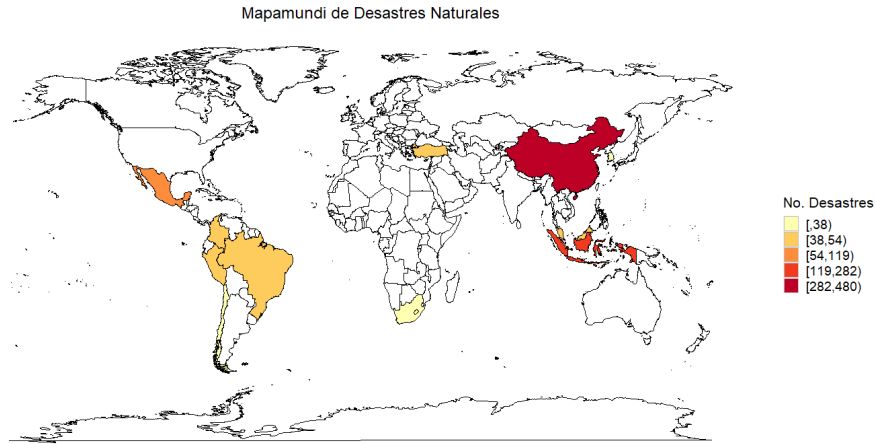 Mapamundi de Desastres Naturales
No. Desastres
[,38)
[38,54)
[54,119)
[119,282)
[282,480)